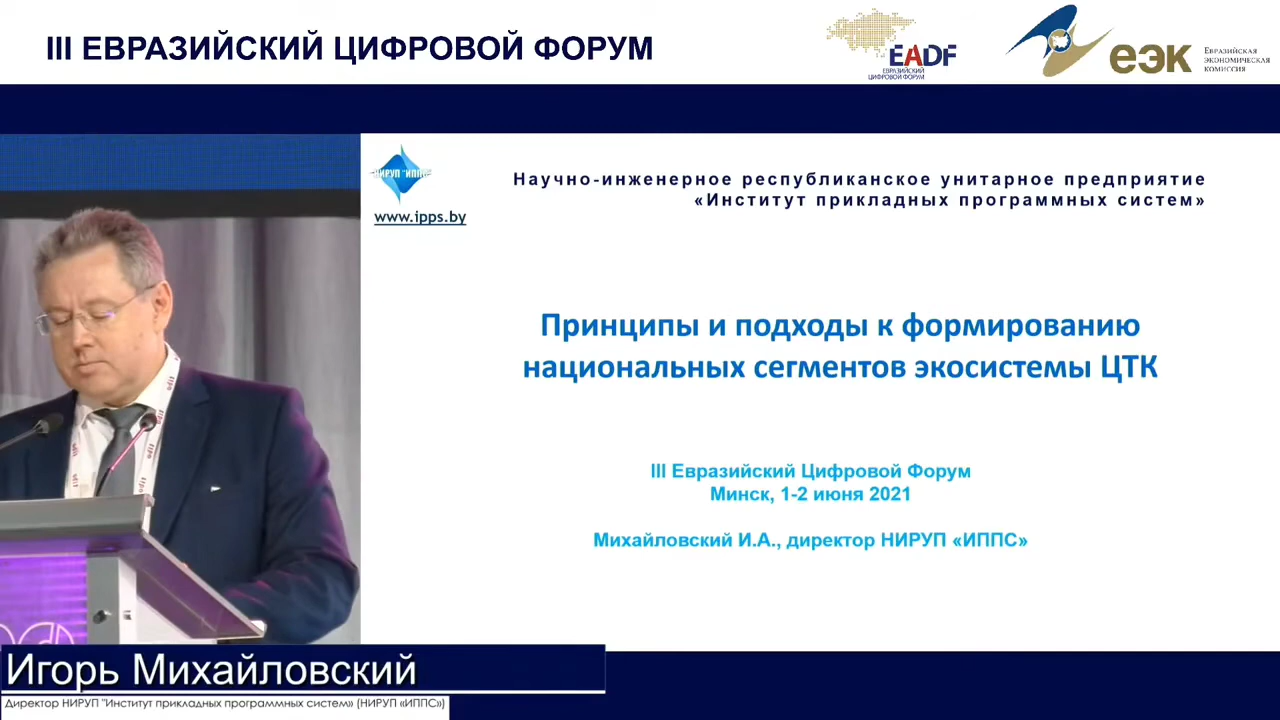 III ЕВРАЗИЙСКИЙ ЦИФРОВОЙ ФОРУМ
EADF
ЕВРАЗИЙСКИЙ
ЦИФРОВОЙ ФОРУМ
еэк
ЕВРАЗИЙСКАЯ
ЭКОНОМИЧЕСКАЯ
КОМИССИЯ
НИРУП "ИППС"
www.ipps.by
Научно-инженерное республиканское унитарное предприятие
«Институт прикладных программных систем»
Принципы и подходы к формированию
национальных сегментов экосистемы ЦТК
III Евразийский Цифровой Форум
Минск, 1-2 июня 2021
Михайловский И.А., директор НИРУП «ИППС»
Игорь Михайловский
Директор НИРУП "Институт прикладных программных систем» (НИРУП «ИППС»)